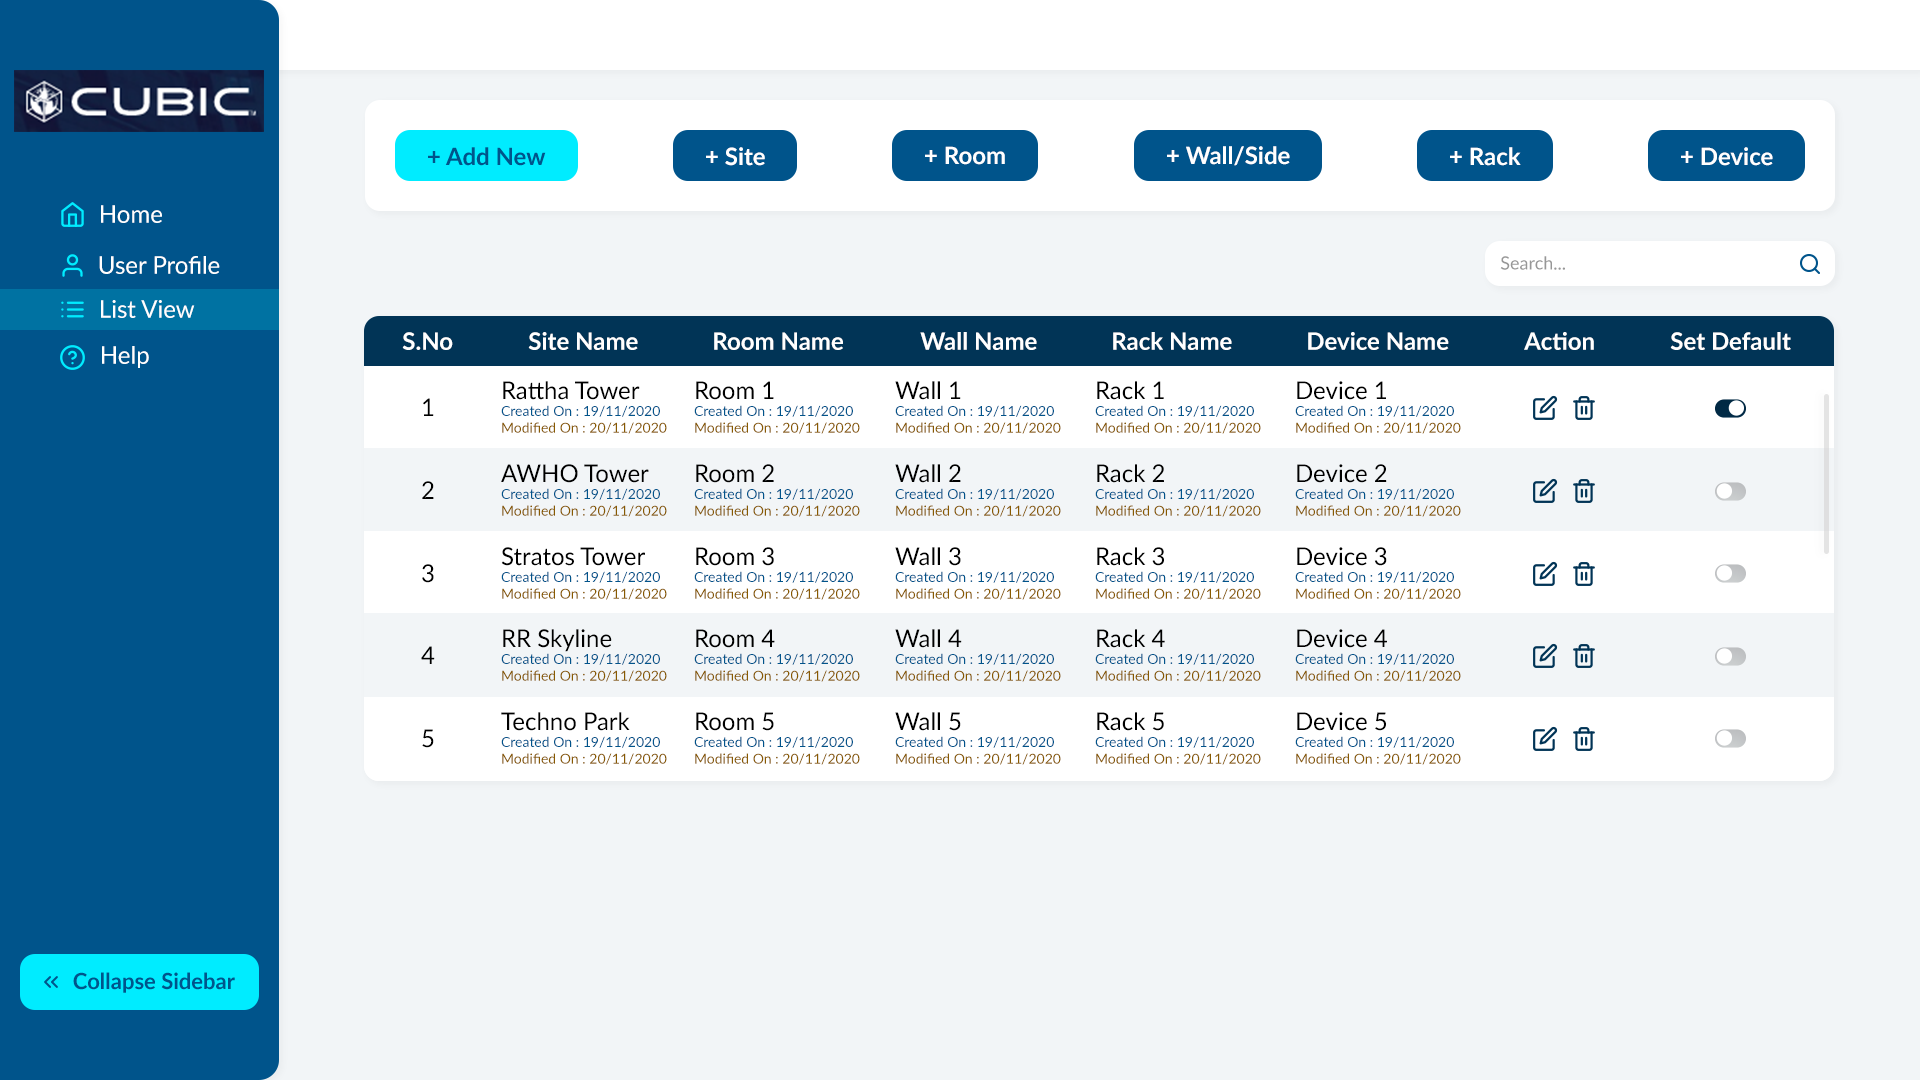 CUBIC
Home
User Profile
List View
Help
« Collapse Sidebar
+ Add New + Site + Room + Wall/Side + Rack + Device
Search...
S.No Site Name Room Name Wall Name Rack Name Device Name Action Set Default
1 Rattha Tower Room 1 Wall 1 Rack 1 Device 1
Created On : 19/11/2020 Created On : 19/11/2020 Created On : 19/11/2020 Created On : 19/11/2020 Created On : 19/11/2020
Modified On : 20/11/2020 Modified On : 20/11/2020 Modified On : 20/11/2020 Modified On : 20/11/2020 Modified On : 20/11/2020
2 AWHO Tower Room 2 Wall 2 Rack 2 Device 2
Created On : 19/11/2020 Created On : 19/11/2020 Created On : 19/11/2020 Created On : 19/11/2020 Created On : 19/11/2020
Modified On : 20/11/2020 Modified On : 20/11/2020 Modified On : 20/11/2020 Modified On : 20/11/2020 Modified On : 20/11/2020
3 Stratos Tower Room 3 Wall 3 Rack 3 Device 3
Created On : 19/11/2020 Created On : 19/11/2020 Created On : 19/11/2020 Created On : 19/11/2020 Created On : 19/11/2020
Modified On : 20/11/2020 Modified On : 20/11/2020 Modified On : 20/11/2020 Modified On : 20/11/2020 Modified On : 20/11/2020
4 RR Skyline Room 4 Wall 4 Rack 4 Device 4
Created On : 19/11/2020 Created On : 19/11/2020 Created On : 19/11/2020 Created On : 19/11/2020 Created On : 19/11/2020
Modified On : 20/11/2020 Modified On : 20/11/2020 Modified On : 20/11/2020 Modified On : 20/11/2020 Modified On : 20/11/2020
5 Techno Park Room 5 Wall 5 Rack 5 Device 5
Created On : 19/11/2020 Created On : 19/11/2020 Created On : 19/11/2020 Created On : 19/11/2020 Created On : 19/11/2020
Modified On : 20/11/2020 Modified On : 20/11/2020 Modified On : 20/11/2020 Modified On : 20/11/2020 Modified On : 20/11/2020